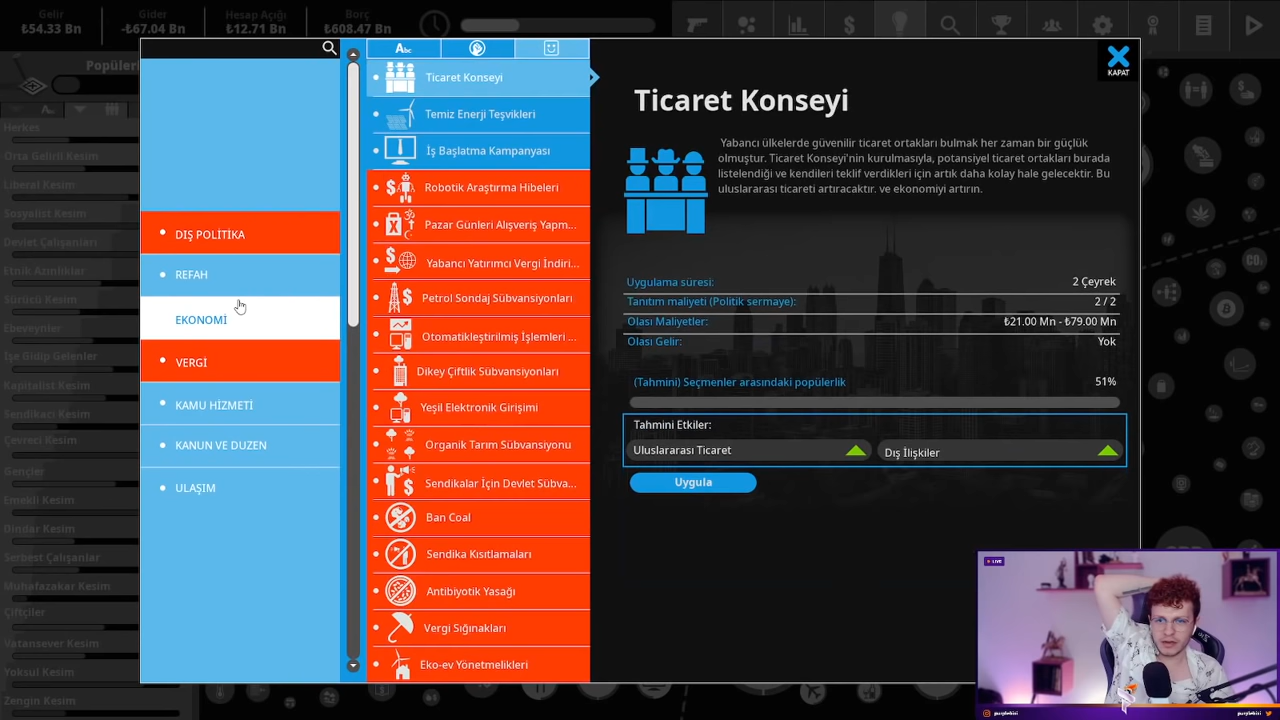 Gelir
Gider
Hesap Açığı
Borç
₺54.33 Bn
-₺67.04 Bn
₺12.71 Bn
₺608.47 Bn
Popüleri
Herkes
Orta Gelirli Kesim
Liberal Kesim
Sosyalist Kesim
Devlet Çalışanları
Etnik Azınlıklar
Sürücü Kesim
Ebeveynler
İşe Gidip Gelenler
Kapitalist Kesim
Sendikacı Kesim
Çevreci Kesim
Gençler
Emekli Kesim
Dindar Kesim
Serbest Çalışanlar
Muhafazakar Kesim
Çiftçiler
Vatansever Kesim
Yoksul Kesim
Zengin Kesim
DIŞ POLİTİKA
REFAH
EKONOMİ
VERGİ
KAMU HİZMETİ
KANUN VE DUZEN
ULAŞIM
Abc
Ticaret Konseyi
Temiz Enerji Teşvikleri
İş Başlatma Kampanyası
Robotik Araştırma Hibeleri
Pazar Günleri Alışveriş Yapm...
Yabancı Yatırımcı Vergi İndiri...
Petrol Sondaj Sübvansiyonları
Otomatikleştirilmiş İşlemleri ...
Dikey Çiftlik Sübvansiyonları
Yeşil Elektronik Girişimi
Organik Tarım Sübvansiyonu
Sendikalar İçin Devlet Sübva...
Ban Coal
Sendika Kısıtlamaları
Antibiyotik Yasağı
Vergi Sığınakları
Eko-ev Yönetmelikleri
KAPAT
Ticaret Konseyi
Yabancı ülkelerde güvenilir ticaret ortakları bulmak her zaman bir güçlük
olmuştur. Ticaret Konseyi'nin kurulmasıyla, potansiyel ticaret ortakları burada
listelendiği ve kendileri teklif verdikleri için artık daha kolay hale gelecektir. Bu
uluslararası ticareti artıracaktır. ve ekonomiyi artırın.
Uygulama süresi:
2 Çeyrek
Tanıtım maliyeti (Politik sermaye):
2 / 2
Olası Maliyetler:
₺21.00 Mn - ₺79.00 Mn
Olası Gelir:
Yok
(Tahmini) Seçmenler arasındaki popülerlik
51%
Tahmini Etkiler:
Uluslararası Ticaret
Dış İlişkiler
Uygula
LIVE
purplebixi
purplebixi